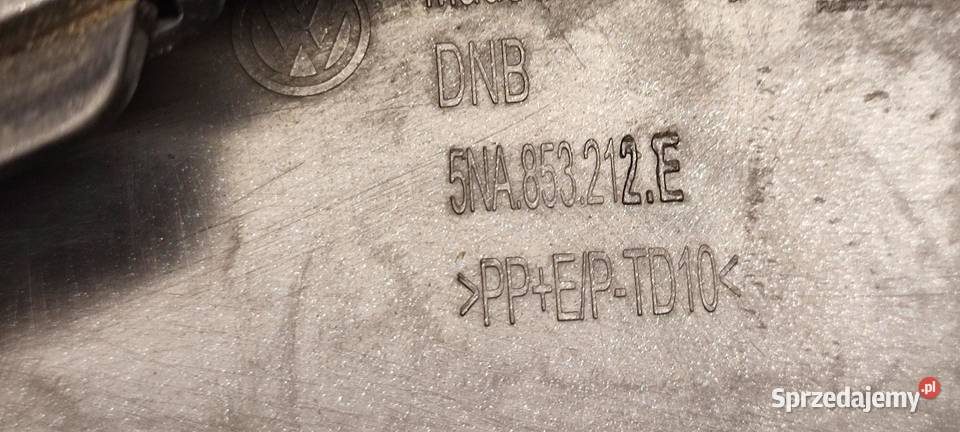 DNB
5NA.853.212.E
>PP+E/P-TD10<
Sprzedajemy.pl